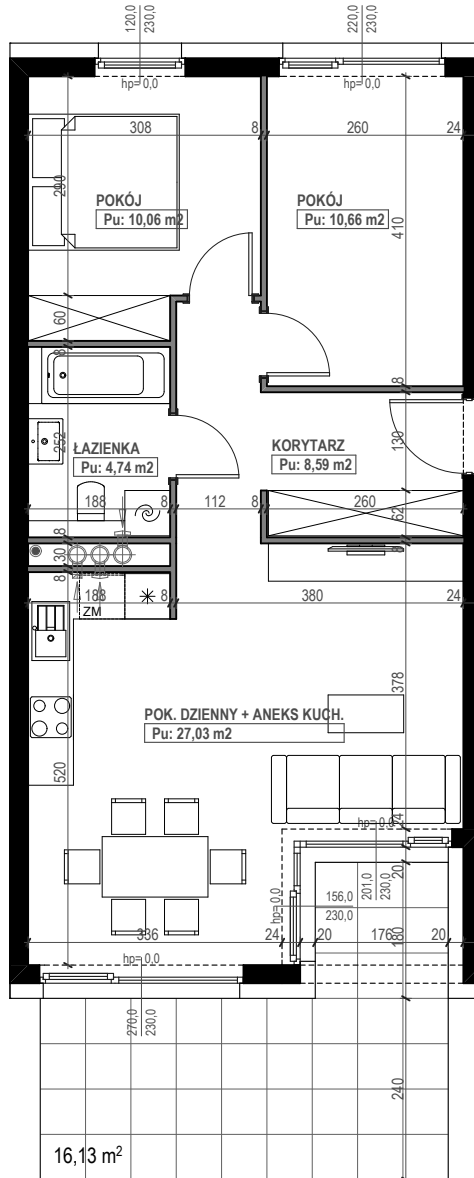 120,0
230,0
220,0
230,0
hp= 0,0
hp= 0,0
308
8
260
24
POKÓJ
Pu: 10,06 m2
POKÓJ
Pu: 10,66 m2
290
410
60
8
8
ŁAZIENKA
Pu: 4,74 m2
252
KORYTARZ
Pu: 8,59 m2
130
188
8
112
8
260
62
8
30
8
188
8
380
24
ZM
378
POK. DZIENNY + ANEKS KUCH.
Pu: 27,03 m2
520
24
hp= 0,0
20
156,0
230,0
201,0
230,0
hp= 0,0
336
24
20
176
20
180
hp= 0,0
270,0
230,0
240
16,13 m²